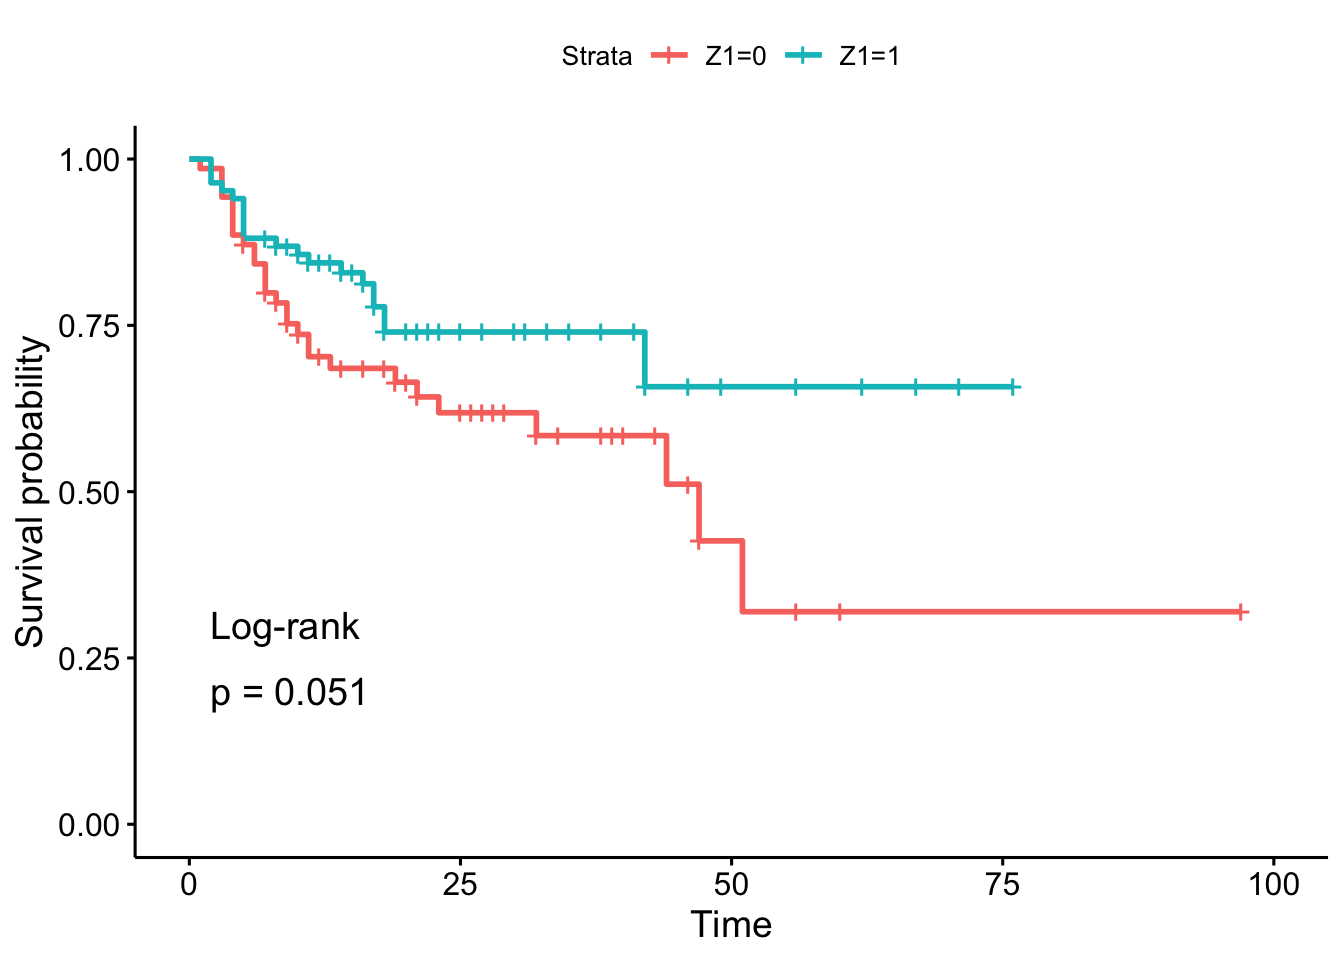 Strata Z1=0 Z1=1
1.00
0.75
0.50
0.25
0.00
Survival probability
Log-rank
p = 0.051
0 25 50 75 100
Time